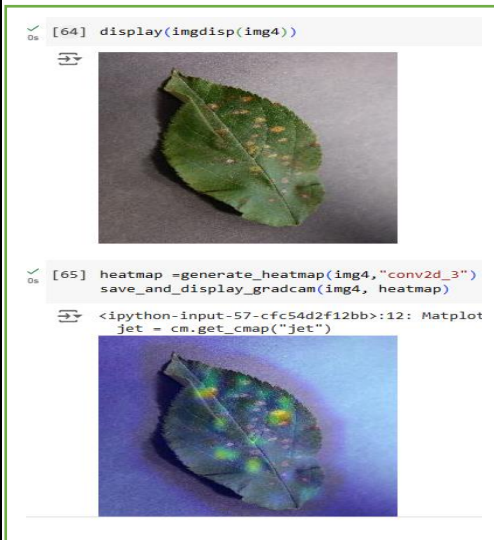 [64] display(imgdisp(img4))
0s
[65] heatmap =generate_heatmap(img4,"conv2d_3")
0s save_and_display_gradcam(img4, heatmap)
<ipython-input-57-cfc54d2f12bb>:12: Matplot
jet = cm.get_cmap("jet")